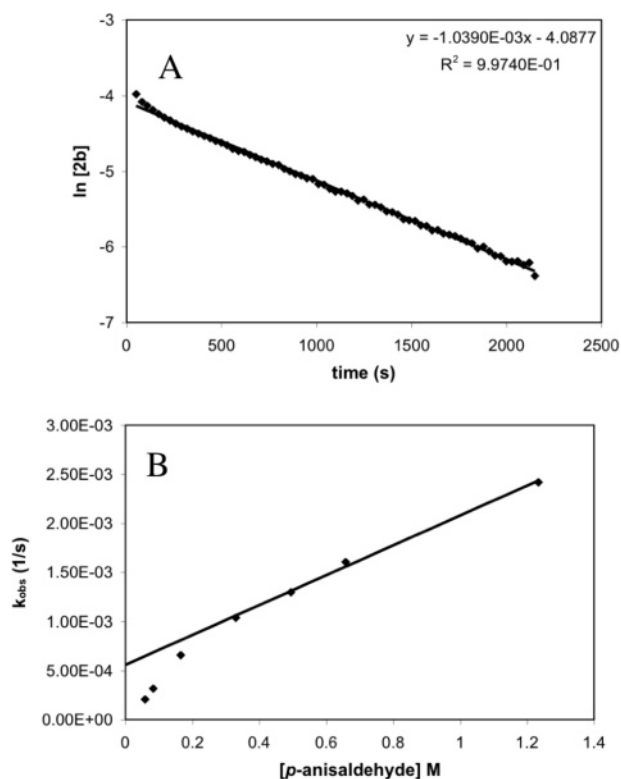 -3
y = -1.0390E-03x - 4.0877
R² = 9.9740E-01
A
-4
-5
-6
-7
ln [2b]
0 500 1000 1500 2000 2500
time (s)
3.00E-03
B
2.50E-03
2.00E-03
1.50E-03
1.00E-03
5.00E-04
0.00E+00
k_obs (1/s)
0 0.2 0.4 0.6 0.8 1 1.2 1.4
[p-anisaldehyde] M